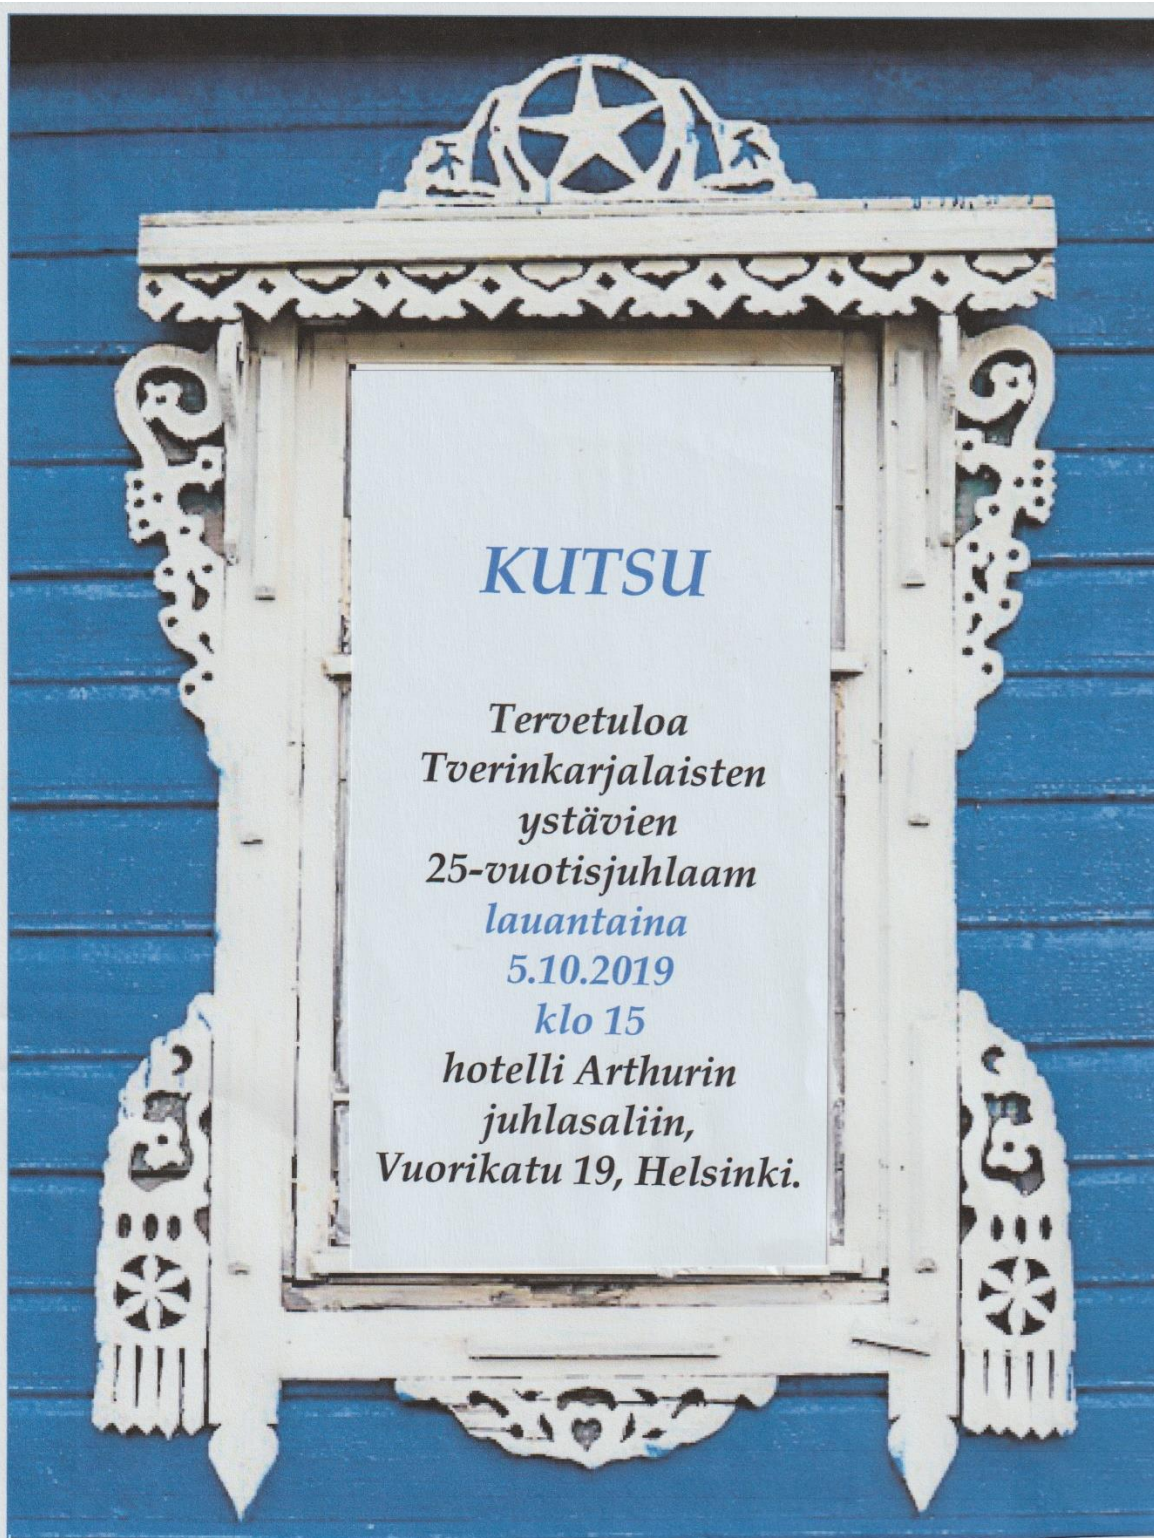 KUTSU
Tervetuloa
Tverinkarjalaisten
ystävien
25-vuotisjuhlaam
lauantaina
5.10.2019
klo 15
hotelli Arthurin
juhlasaliin,
Vuorikatu 19, Helsinki.